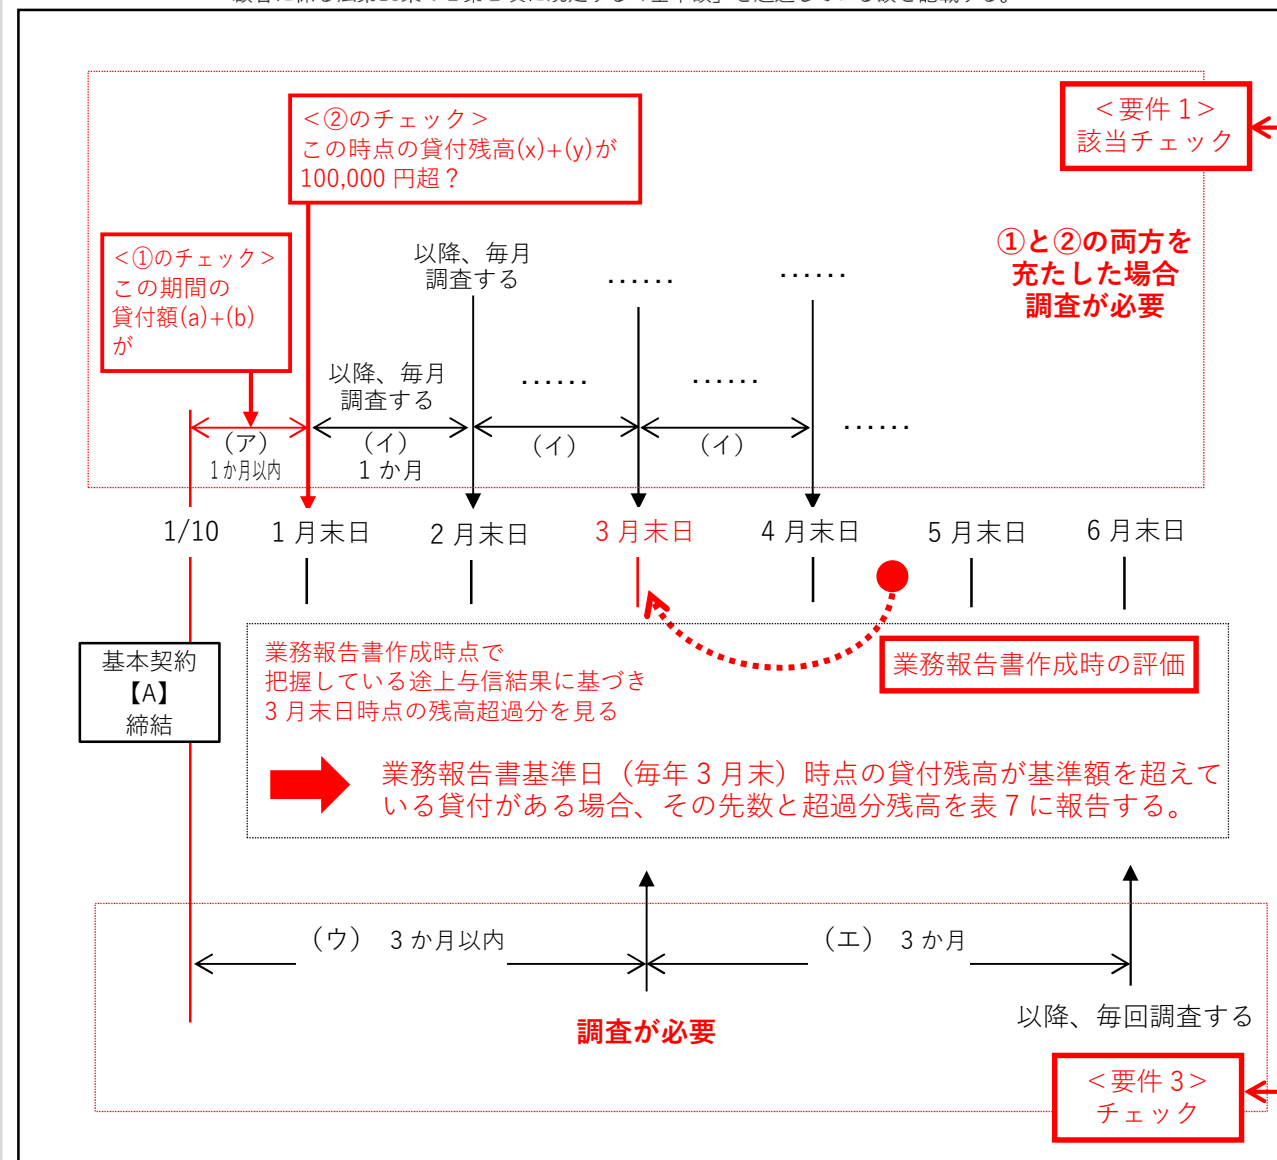 ＜要件 1＞
該当チェック
＜②のチェック＞
この時点の貸付残高(x)+(y)が
100,000 円超？
①と②の両方を
充たした場合
調査が必要
＜①のチェック＞
この期間の
貸付額(a)+(b)
が
以降、毎月
調査する
……
……
以降、毎月
調査する
……
……
……
（ア）
1か月以内
（イ）
1 か月
（イ）
（イ）
1/10
1 月末日
2 月末日
3 月末日
4 月末日
5 月末日
6 月末日
基本契約
【A】
締結
業務報告書作成時点で
把握している途上与信結果に基づき
3 月末日時点の残高超過分を見る
業務報告書作成時の評価
業務報告書基準日（毎年 3 月末）時点の貸付残高が基準額を超えて
いる貸付がある場合、その先数と超過分残高を表 7 に報告する。
（ウ） 3 か月以内
（エ） 3 か月
調査が必要
以降、毎回調査する
＜要件 3＞
チェック